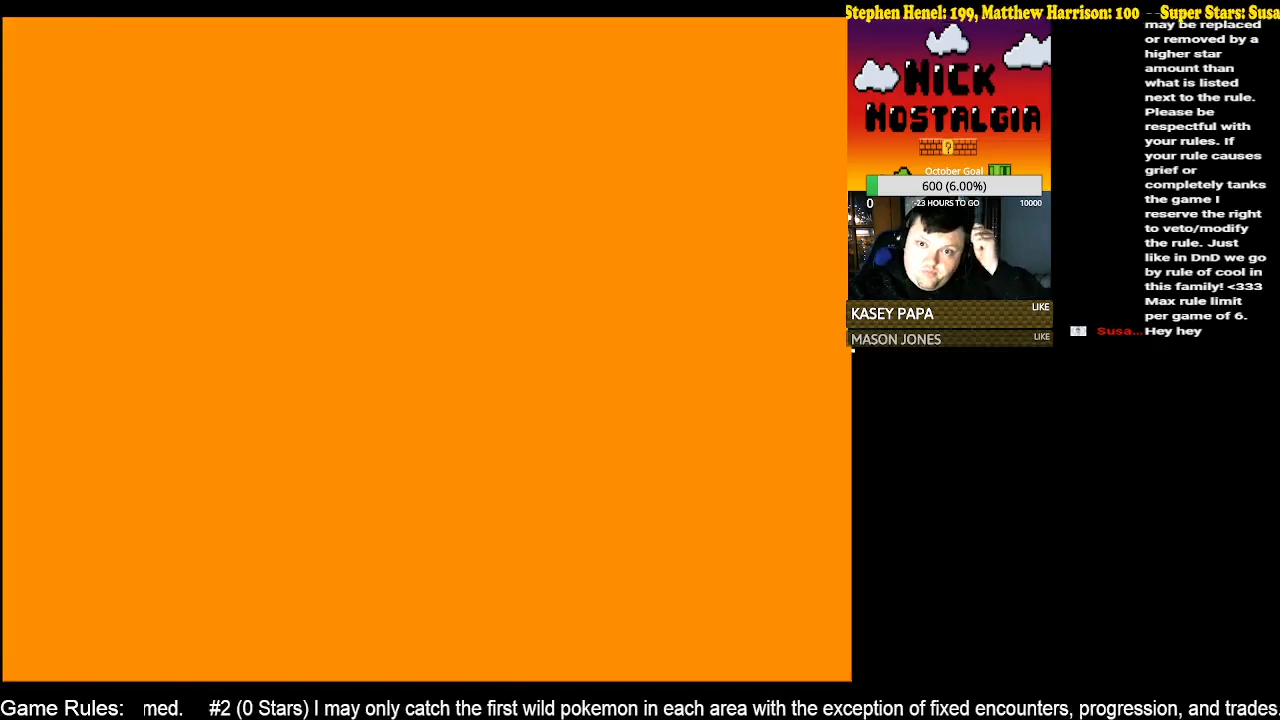 Stephen Henel: 199, Matthew Harrison: 100 -- Super Stars: Susa
NICK
NOSTALGIA
?
October Goal
600 (6.00%)
0 -23 HOURS TO GO 10000
KASEY PAPA LIKE
MASON JONES LIKE
may be replaced
or removed by a
higher star
amount than
what is listed
next to the rule.
Please be
respectful with
your rules. If
your rule causes
grief or
completely tanks
the game I
reserve the right
to veto/modify
the rule. Just
like in DnD we go
by rule of cool in
this family! <333
Max rule limit
per game of 6.
Susa... Hey hey
Game Rules: med. #2 (0 Stars) I may only catch the first wild pokemon in each area with the exception of fixed encounters, progression, and trades.